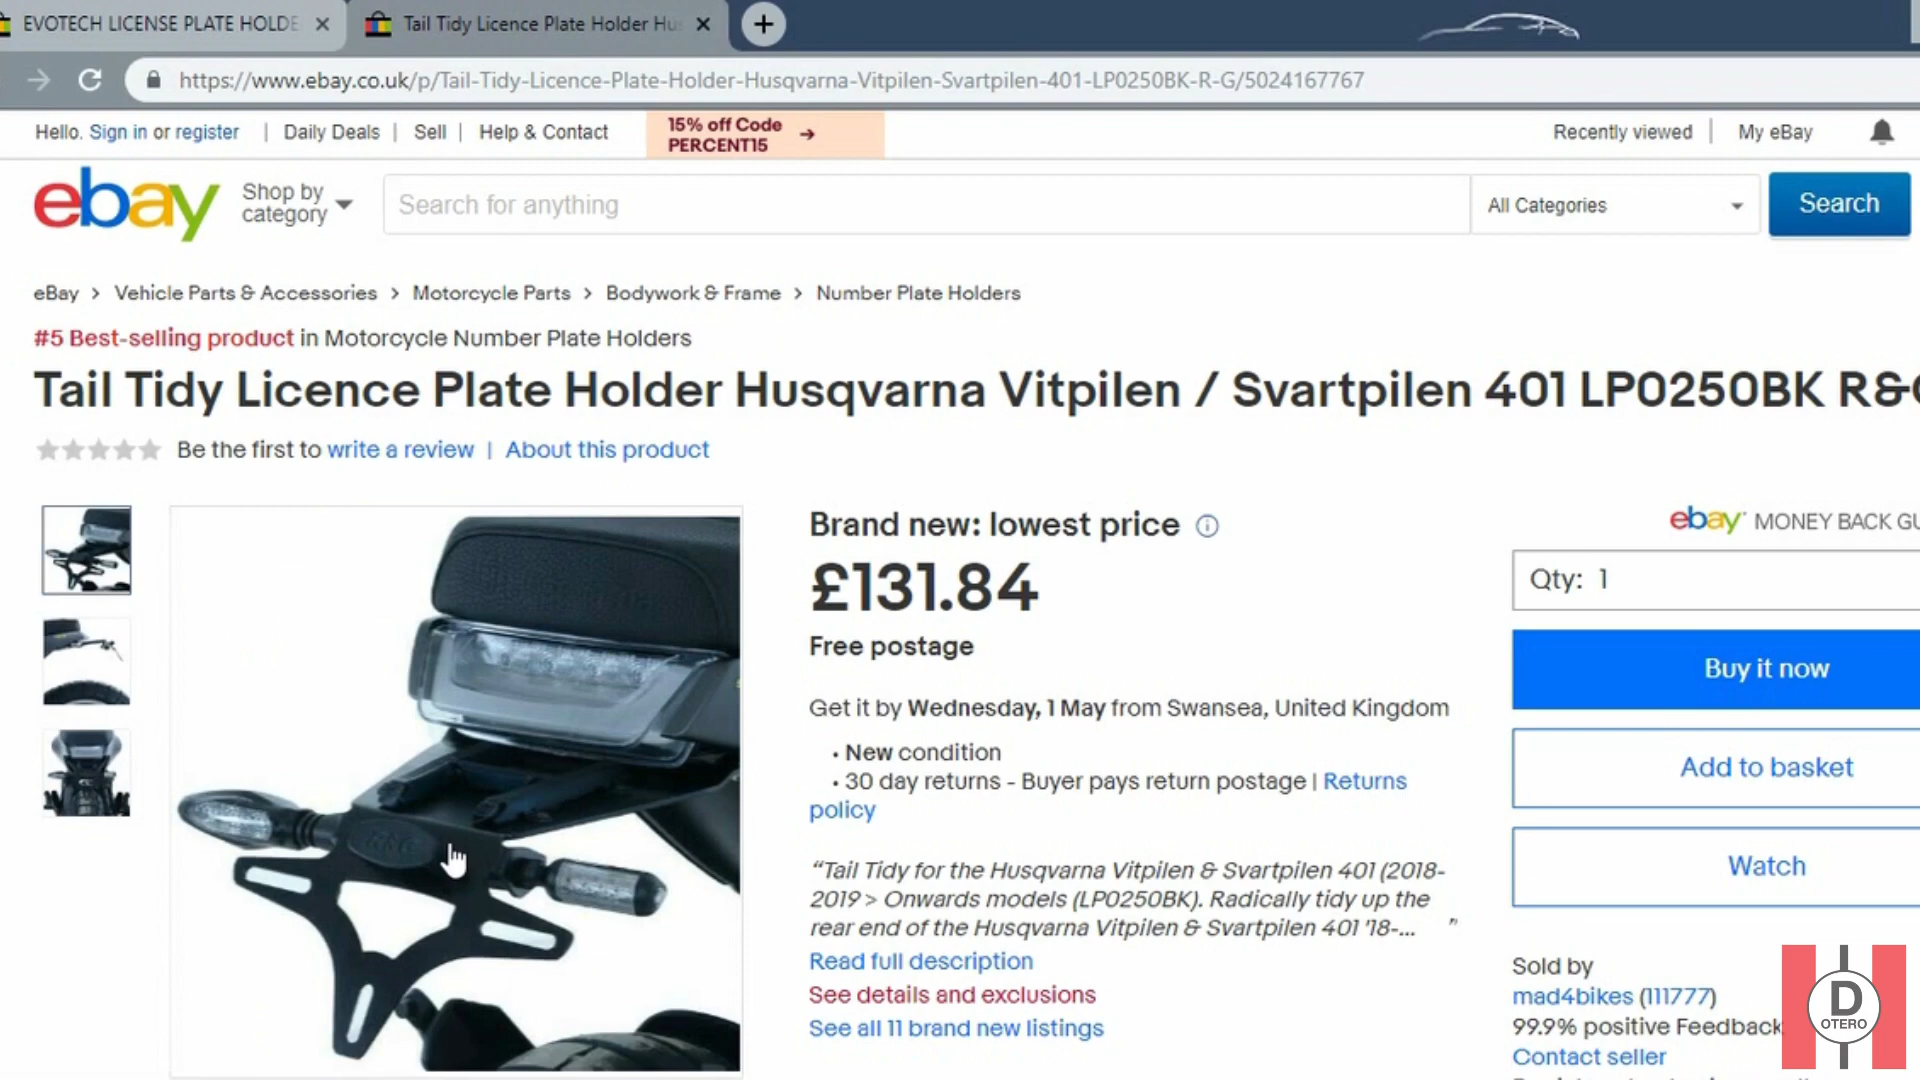 EVOTECH LICENSE PLATE HOLDE
Tail Tidy Licence Plate Holder Hu
https://www.ebay.co.uk/p/Tail-Tidy-Licence-Plate-Holder-Husqvarna-Vitpilen-Svartpilen-401-LP0250BK-R-G/5024167767
Hello. Sign in or register | Daily Deals | Sell | Help & Contact
15% off Code
PERCENT15
Recently viewed | My eBay
ebay
Shop by
category
Search for anything
All Categories
Search
eBay > Vehicle Parts & Accessories > Motorcycle Parts > Bodywork & Frame > Number Plate Holders
#5 Best-selling product in Motorcycle Number Plate Holders
Tail Tidy Licence Plate Holder Husqvarna Vitpilen / Svartpilen 401 LP0250BK R&G
Be the first to write a review | About this product
Brand new: lowest price
£131.84
Free postage
Get it by Wednesday, 1 May from Swansea, United Kingdom
• New condition
• 30 day returns - Buyer pays return postage | Returns
policy
“Tail Tidy for the Husqvarna Vitpilen & Svartpilen 401 (2018-
2019 > Onwards models (LP0250BK). Radically tidy up the
rear end of the Husqvarna Vitpilen & Svartpilen 401 '18-... ”
Read full description
See details and exclusions
See all 11 brand new listings
ebay MONEY BACK GU
Qty: 1
Buy it now
Add to basket
Watch
Sold by
mad4bikes (111777)
99.9% positive Feedback
Contact seller
D
OTERO